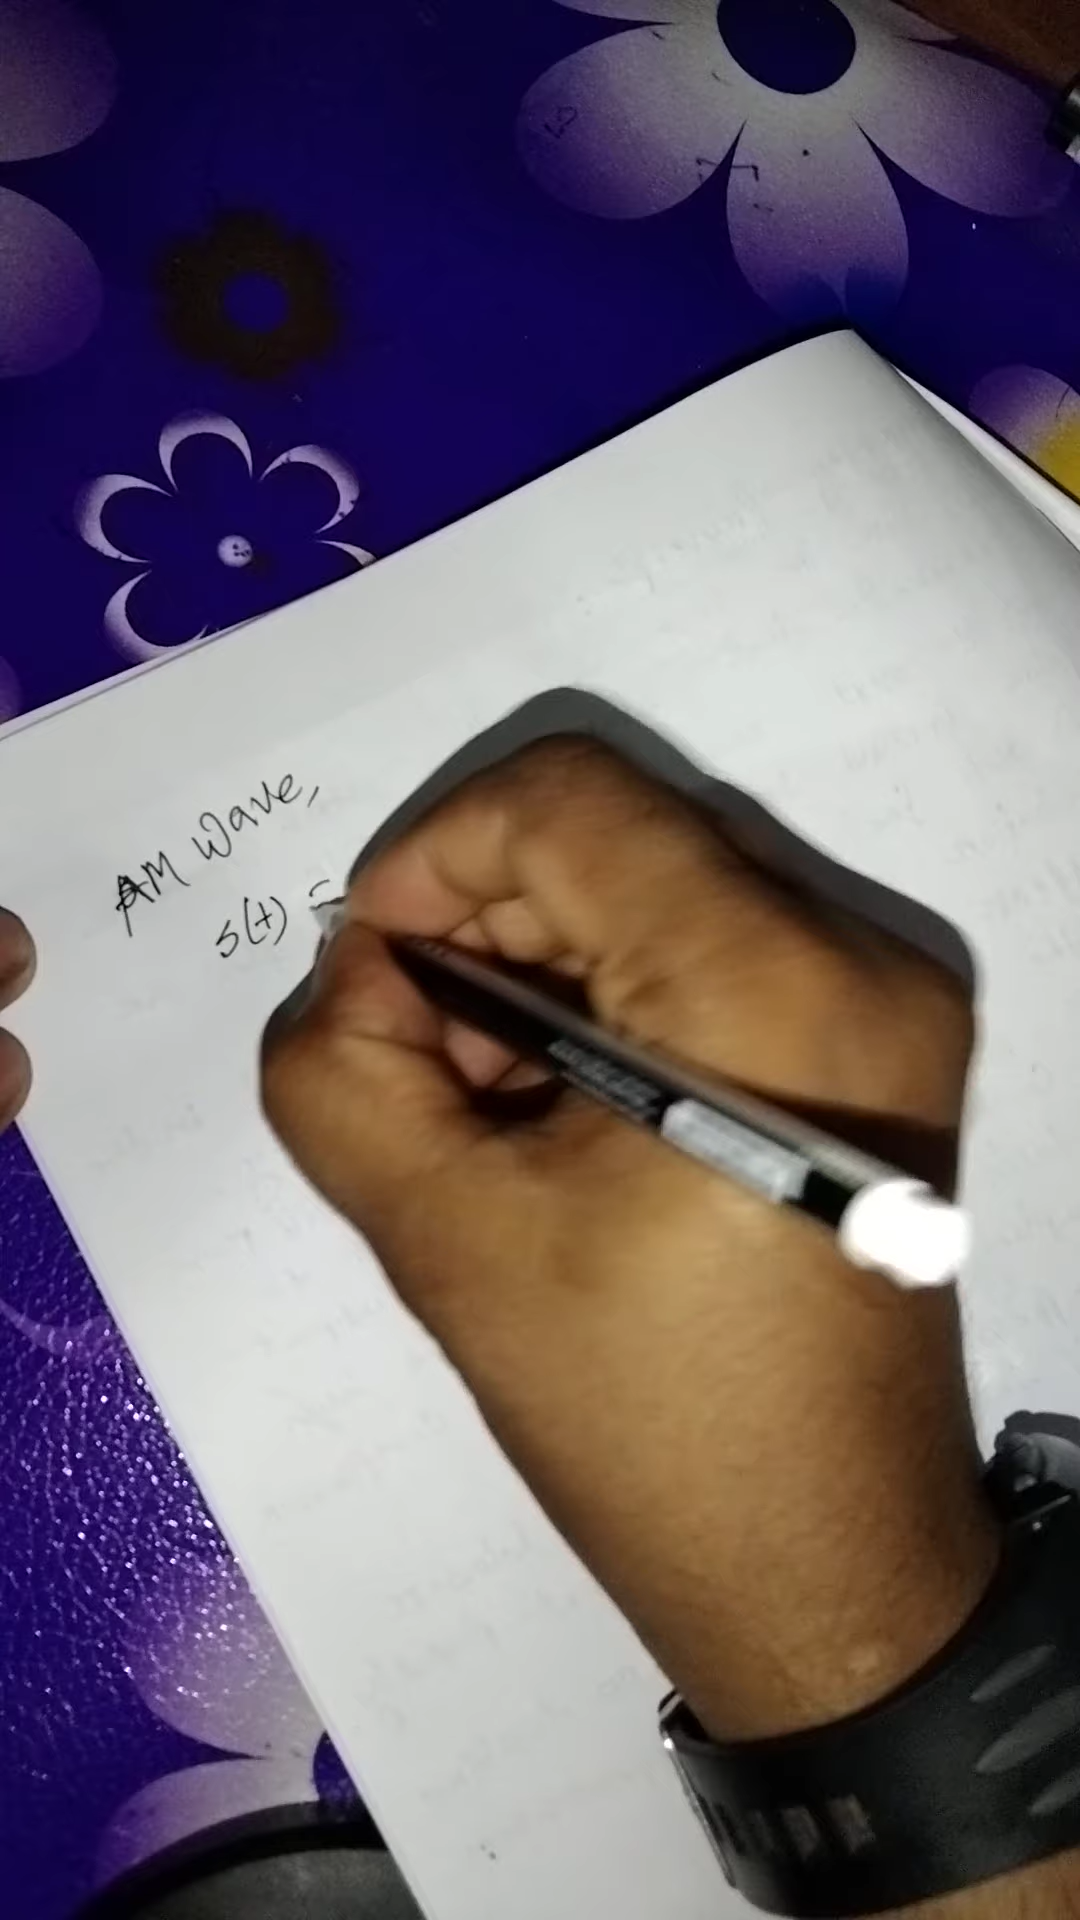 AM Wave,
s(t) =